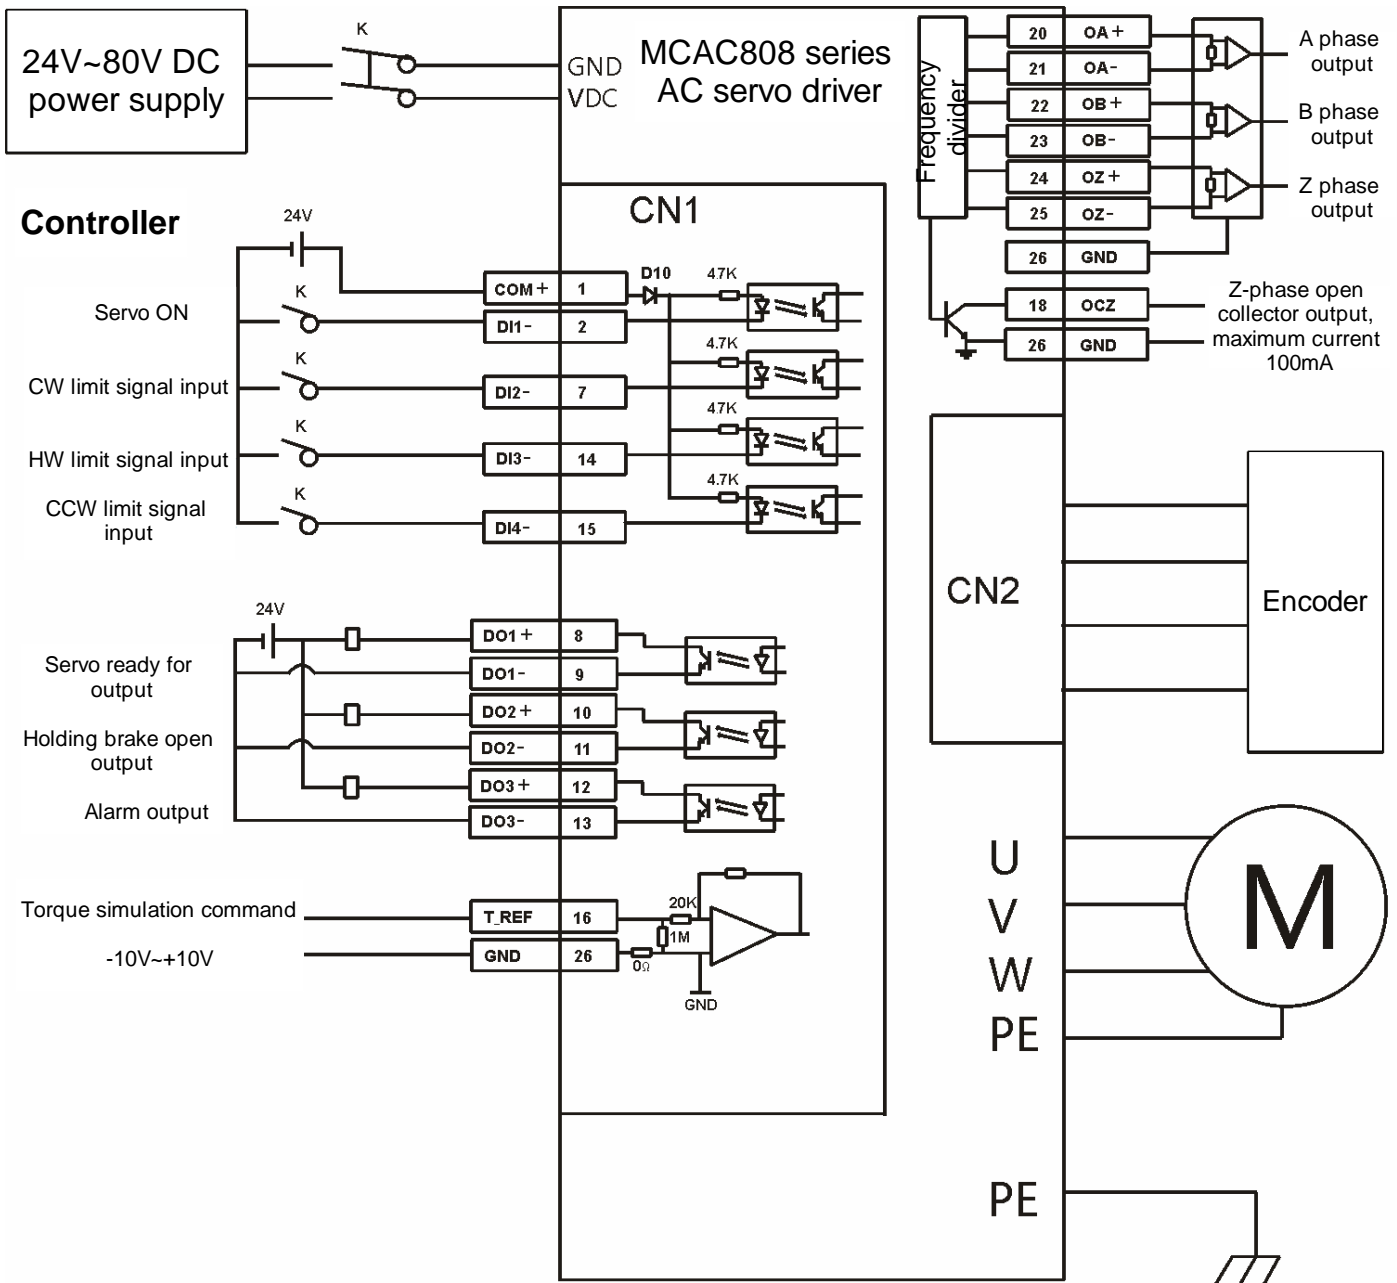 24V~80V DC
power supply
K
GND
VDC
MCAC808 series
AC servo driver
Frequency
divider
20 OA+
21 OA-
22 OB+
23 OB-
24 OZ+
25 OZ-
26 GND
18 OCZ
26 GND
A phase
output
B phase
output
Z phase
output
Z-phase open
collector output,
maximum current
100mA
Controller
CN1
24V
COM+ 1
D10
4.7K
Servo ON
K
DI1- 2
4.7K
CW limit signal input
K
DI2- 7
4.7K
HW limit signal input
K
DI3- 14
4.7K
CCW limit signal
input
K
DI4- 15
24V
Servo ready for
output
DO1+ 8
DO1- 9
Holding brake open
output
DO2+ 10
DO2- 11
Alarm output
DO3+ 12
DO3- 13
Torque simulation command
-10V~+10V
T_REF 16
GND 26
20K
1M
0Ω
GND
CN2
Encoder
U
V
W
PE
M
PE